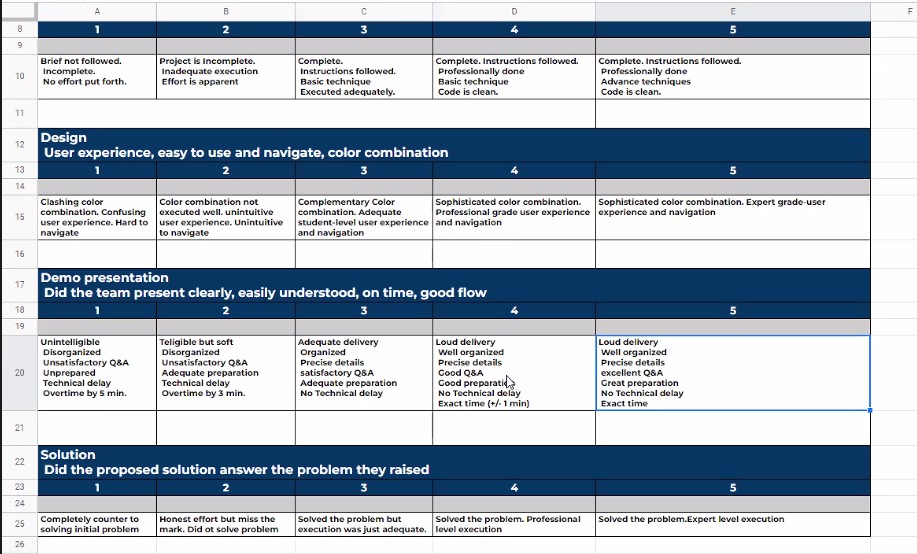 A B C D E F
8 1 2 3 4 5
9
10 Brief not followed. Project is Incomplete. Complete. Complete. Instructions followed. Complete. Instructions followed.
Incomplete. Inadequate execution Instructions followed. Professionally done Professionally done
No effort put forth. Effort is apparent Basic technique Basic technique Advance techniques
Executed adequately. Code is clean. Code is clean.
11
12 Design
User experience, easy to use and navigate, color combination
13 1 2 3 4 5
14
15 Clashing color Color combination not Complementary Color Sophisticated color combination. Sophisticated color combination. Expert grade-user
combination. Confusing executed well. unintuitive combination. Adequate Professional grade user experience experience and navigation
user experience. Hard to user experience. Unintuitive student-level user experience and navigation
navigate to navigate and navigation
16
17 Demo presentation
Did the team present clearly, easily understood, on time, good flow
18 1 2 3 4 5
19
20 Unintelligible Teligible but soft Adequate delivery Loud delivery Loud delivery
Disorganized Disorganized Organized Well organized Well organized
Unsatisfactory Q&A Unsatisfactory Q&A Precise details Precise details Precise details
Unprepared Adequate preparation satisfactory Q&A Good Q&A excellent Q&A
Technical delay Technical delay Adequate preparation Good preparation Great preparation
Overtime by 5 min. Overtime by 3 min. No Technical delay No Technical delay No Technical delay
Exact time (+/- 1 min) Exact time
21
22 Solution
Did the proposed solution answer the problem they raised
23 1 2 3 4 5
24
25 Completely counter to Honest effort but miss the Solved the problem but Solved the problem. Professional Solved the problem.Expert level execution
solving initial problem mark. Did ot solve problem execution was just adequate. level execution
26